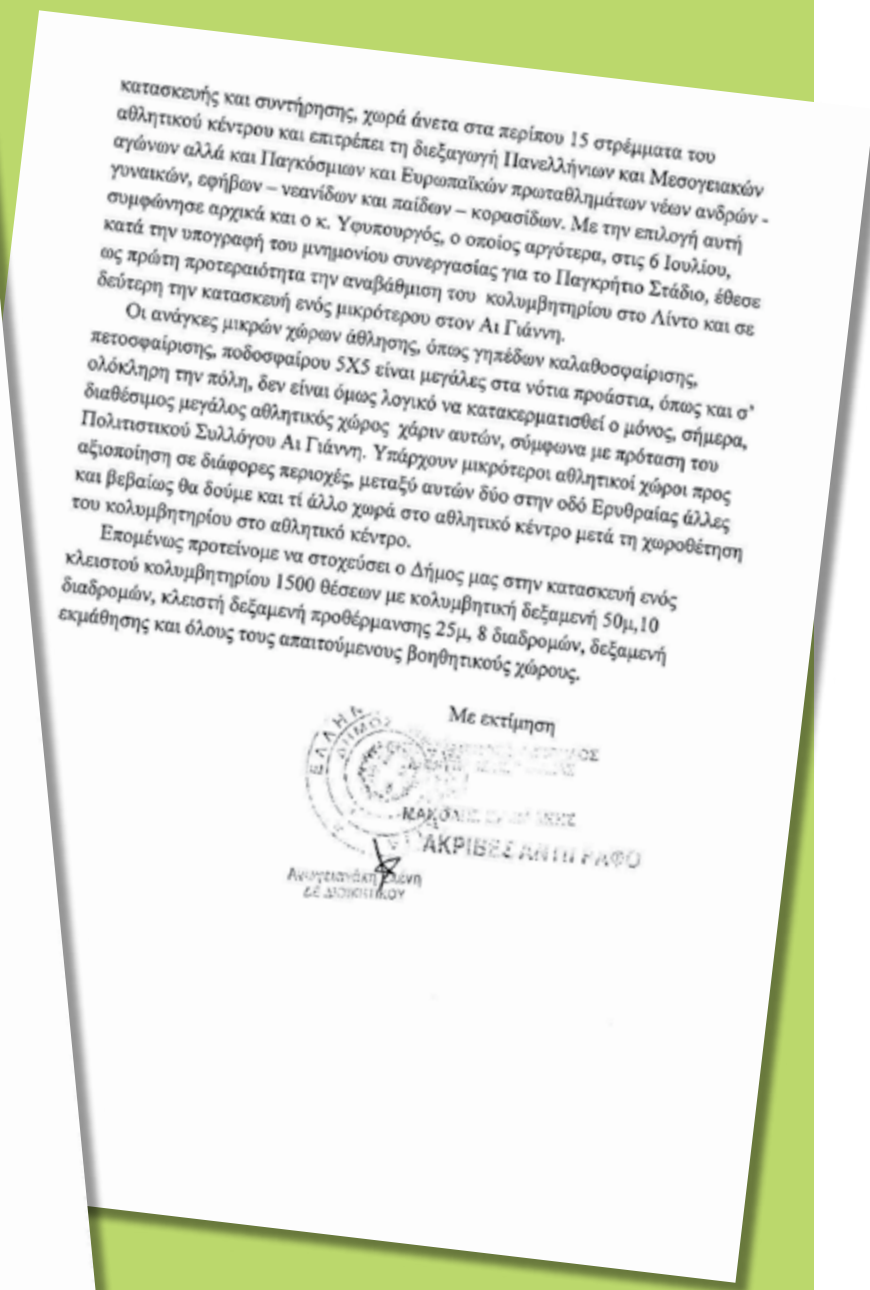 κατασκευής και συντήρησης, χωρά άνετα στα περίπου 15 στρέμματα του
αθλητικού κέντρου και επιτρέπει τη διεξαγωγή Πανελλήνιων και Μεσογειακών
αγώνων αλλά και Παγκόσμιων και Ευρωπαϊκών πρωταθλημάτων νέων ανδρών -
γυναικών, εφήβων – νεανίδων και παίδων – κορασίδων. Με την επιλογή αυτή
συμφώνησε αρχικά και ο κ. Υφυπουργός, ο οποίος αργότερα, στις 6 Ιουλίου,
κατά την υπογραφή του μνημονίου συνεργασίας για το Παγκρήτιο Στάδιο, έθεσε
ως πρώτη προτεραιότητα την αναβάθμιση του κολυμβητηρίου στο Λίντο και σε
δεύτερη την κατασκευή ενός μικρότερου στον Αι Γιάννη.
Οι ανάγκες μικρών χώρων άθλησης, όπως γηπέδων καλαθοσφαίρισης,
πετοσφαίρισης, ποδοσφαίρου 5Χ5 είναι μεγάλες στα νότια προάστια, όπως και σ’
ολόκληρη την πόλη, δεν είναι όμως λογικό να κατακερματισθεί ο μόνος, σήμερα,
διαθέσιμος μεγάλος αθλητικός χώρος χάριν αυτών, σύμφωνα με πρόταση του
Πολιτιστικού Συλλόγου Αι Γιάννη. Υπάρχουν μικρότεροι αθλητικοί χώροι προς
αξιοποίηση σε διάφορες περιοχές, μεταξύ αυτών δύο στην οδό Ερυθραίας άλλες
και βεβαίως θα δούμε και τί άλλο χωρά στο αθλητικό κέντρο μετά τη χωροθέτηση
του κολυμβητηρίου στο αθλητικό κέντρο.
Επομένως προτείνομε να στοχεύσει ο Δήμος μας στην κατασκευή ενός
κλειστού κολυμβητηρίου 1500 θέσεων με κολυμβητική δεξαμενή 50μ,10
διαδρομών, κλειστή δεξαμενή προθέρμανσης 25μ, 8 διαδρομών, δεξαμενή
εκμάθησης και όλους τους απαιτούμενους βοηθητικούς χώρους.
Με εκτίμηση
ΕΛΛΗΝ
ΔΗΜΟΣ
ΑΚΡΙΒΕΣ ΑΝΤΙΓΡΑΦΟ
ΔΕ ΔΙΟΙΚΗΤΙΚΟΥ